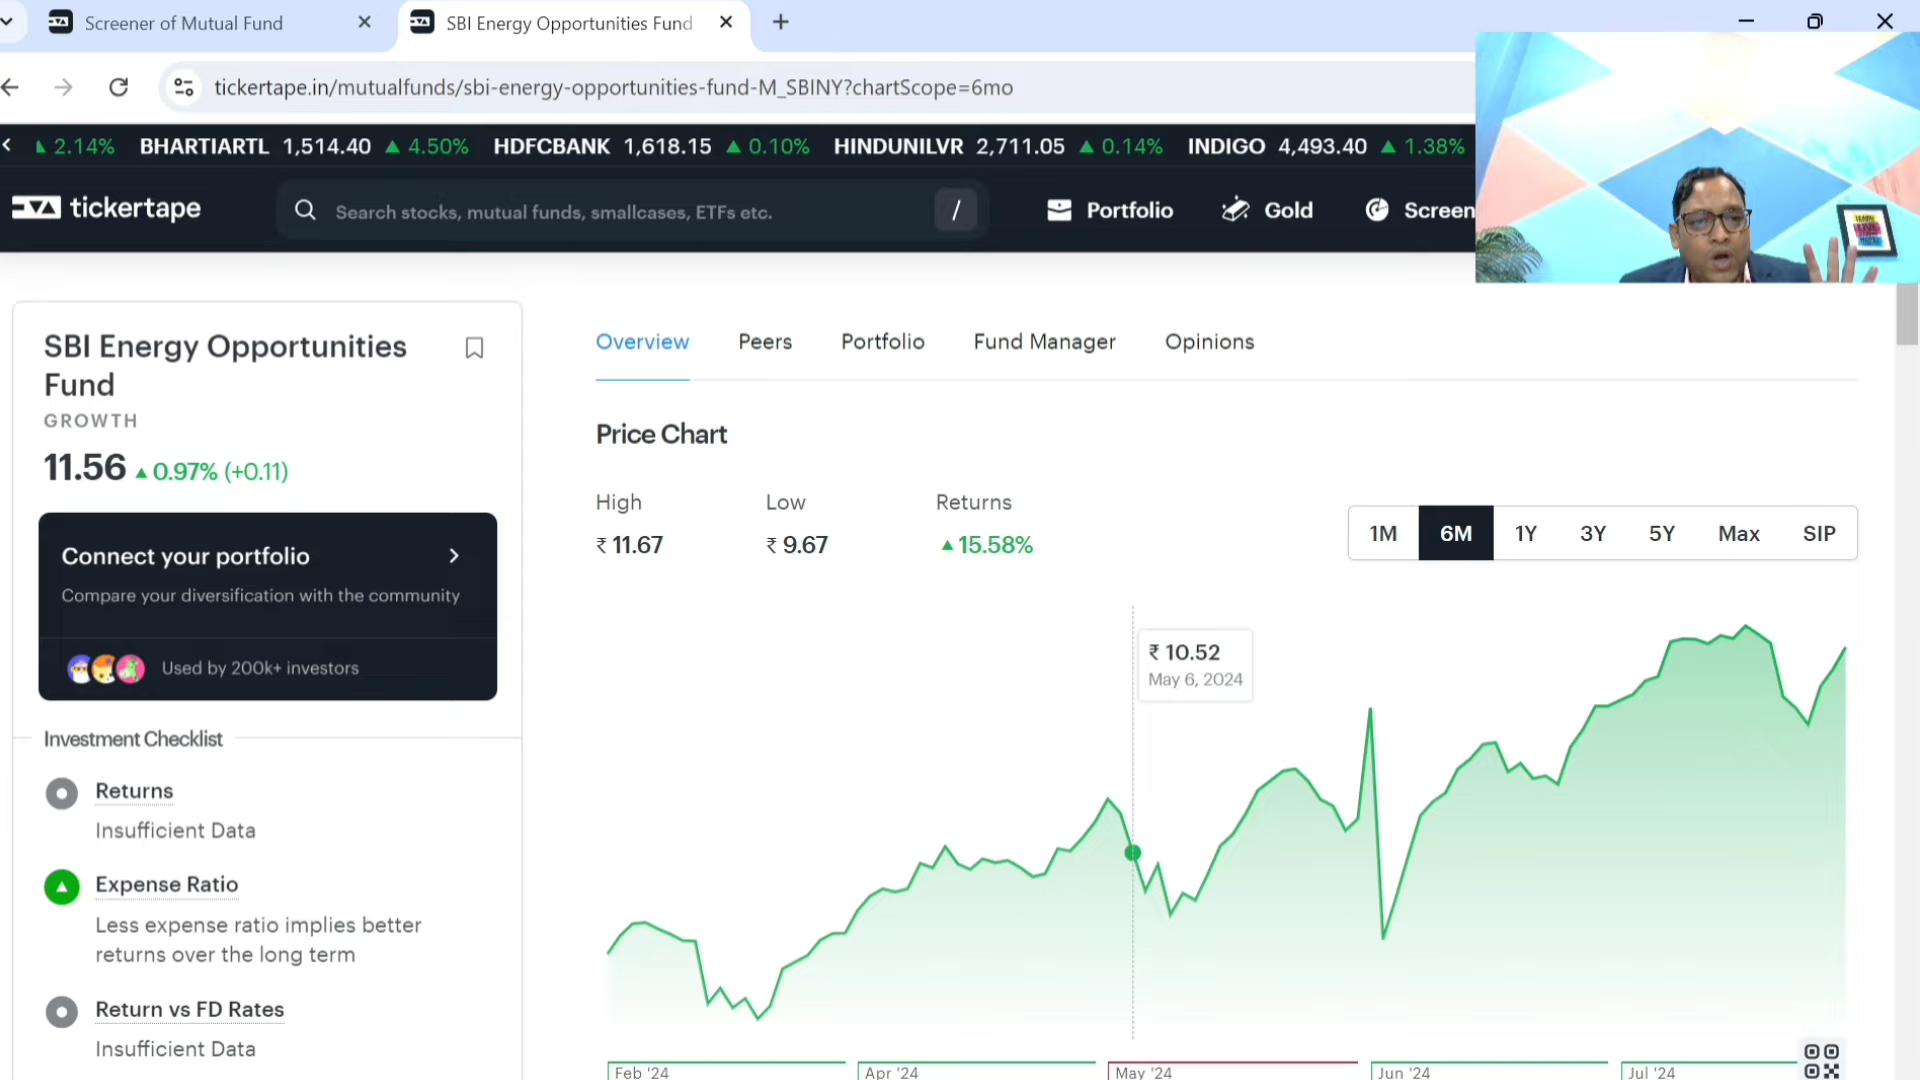 Screener of Mutual Fund
SBI Energy Opportunities Fund
tickertape.in/mutualfunds/sbi-energy-opportunities-fund-M_SBINY?chartScope=6mo
2.14% BHARTIARTL 1,514.40 ▲ 4.50% HDFCBANK 1,618.15 ▲ 0.10% HINDUNILVR 2,711.05 ▲ 0.14% INDIGO 4,493.40 ▲ 1.38%
tickertape
Search stocks, mutual funds, smallcases, ETFs etc.
/
Portfolio
Gold
Screen
SBI Energy Opportunities
Fund
GROWTH
11.56 ▲ 0.97% (+0.11)
Connect your portfolio
Compare your diversification with the community
Used by 200k+ investors
Investment Checklist
Returns
Insufficient Data
Expense Ratio
Less expense ratio implies better
returns over the long term
Return vs FD Rates
Insufficient Data
Overview Peers Portfolio Fund Manager Opinions
Price Chart
High Low Returns
₹ 11.67 ₹ 9.67 ▲ 15.58%
1M 6M 1Y 3Y 5Y Max SIP
₹ 10.52
May 6, 2024
Feb '24 Apr '24 May '24 Jun '24 Jul '24